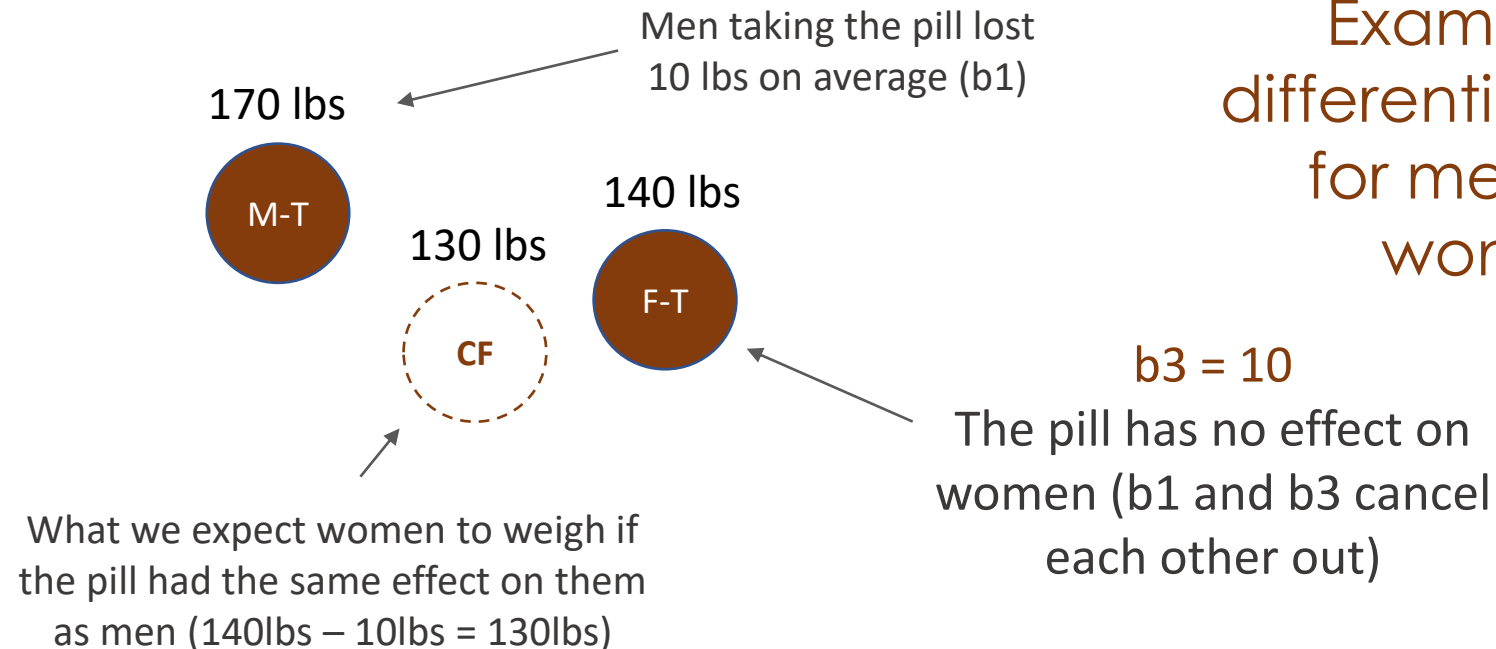 Men taking the pill lost
10 lbs on average (b1)
170 lbs
M-T
140 lbs
F-T
130 lbs
CF
for
b3 = 10
The pill has no effect on
women (b1 and b3 cancel
each other out)
What we expect women to weigh if
the pill had the same effect on them
as men (140lbs – 10lbs = 130lbs)